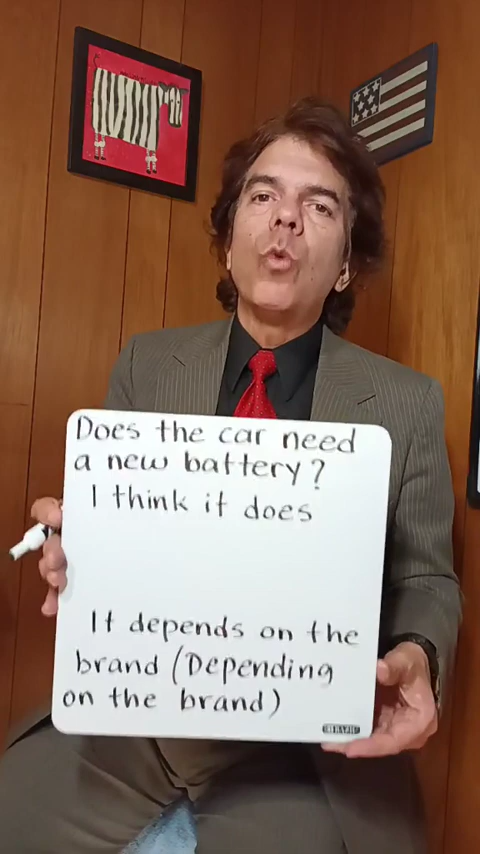 Does the car need
a new battery?
I think it does
It depends on the
brand (Depending
on the brand)